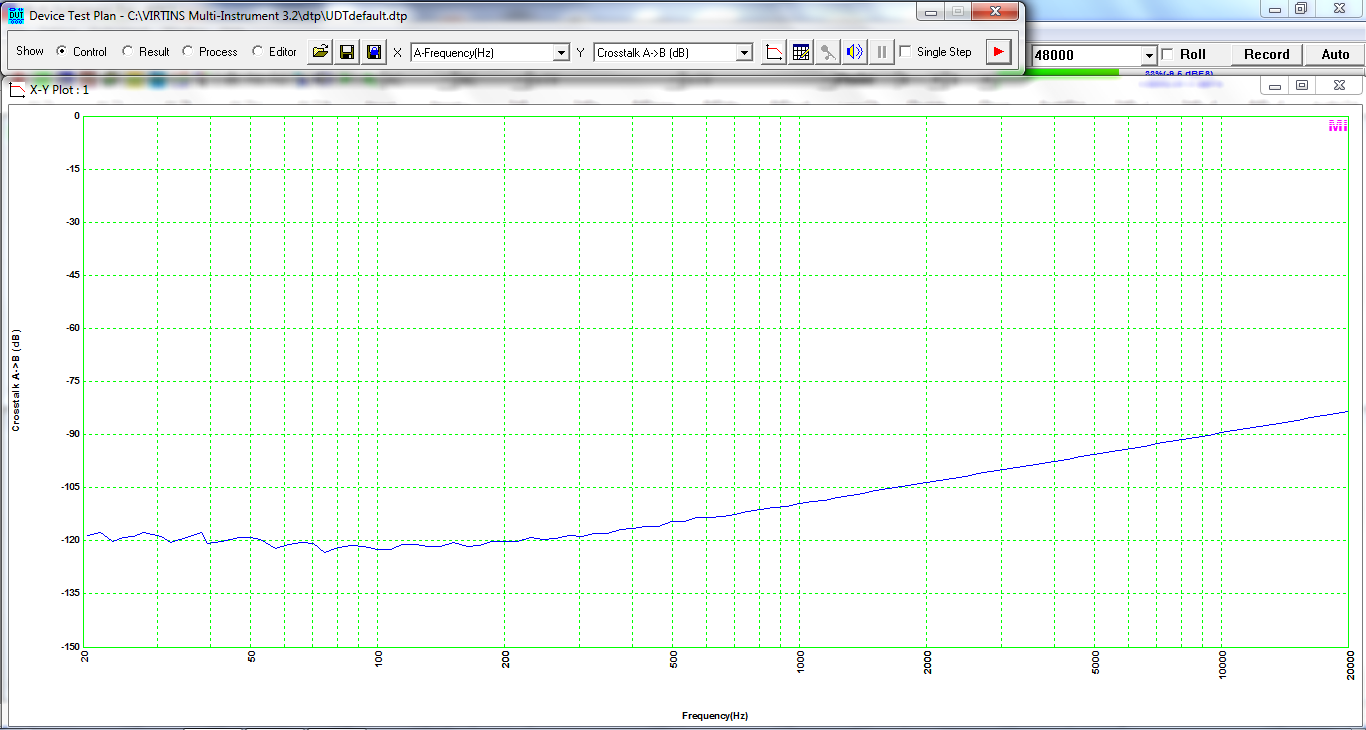 Device Test Plan - C:\VIRTINS Multi-Instrument 3.2\dtp\UDTdefault.dtp
DUT
Show Control Result Process Editor X A-Frequency(Hz) Y Crosstalk A->B (dB) Single Step 48000 Roll Record Auto
X-Y Plot : 1
MI
0
-15
-30
-45
-60
-75
-90
-105
-120
-135
-150
Crosstalk A->B (dB)
20 50 100 200 500 1000 2000 5000 10000 20000
Frequency(Hz)